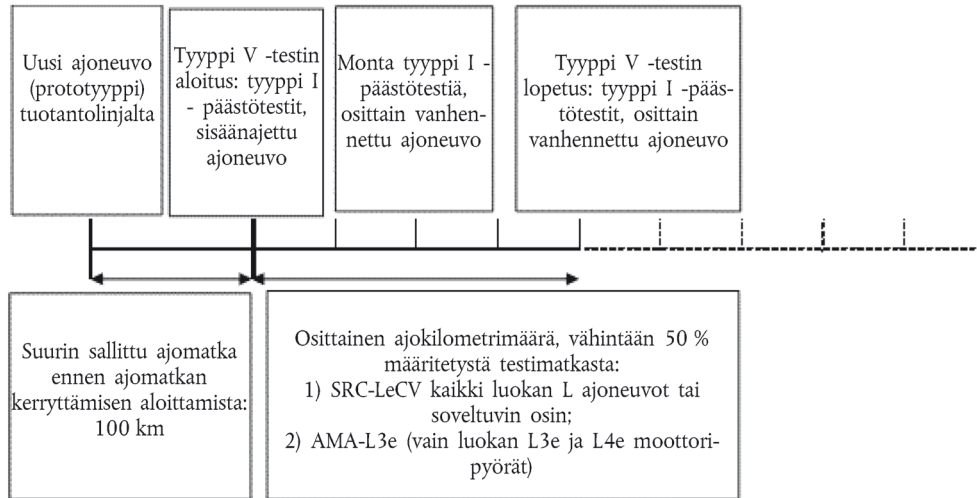 Uusi ajoneuvo
(prototyyppi)
tuotantolinjalta
Tyyppi V -testin
aloitus: tyyppi I
- päästötestit,
sisäänajettu
ajoneuvo
Monta tyyppi I -
päästötestiä,
osittain vanhen-
nettu ajoneuvo
Tyyppi V -testin
lopetus: tyyppi I -pääs-
tötestit, osittain
vanhennettu ajoneuvo
Suurin sallittu ajomatka
ennen ajomatkan
kerryttämisen aloittamista:
100 km
Osittainen ajokilometrimäärä, vähintään 50 %
määritetystä testimatkasta:
1) SRC-LeCV kaikki luokan L ajoneuvot tai
soveltuvin osin;
2) AMA-L3e (vain luokan L3e ja L4e moottori-
pyörät)